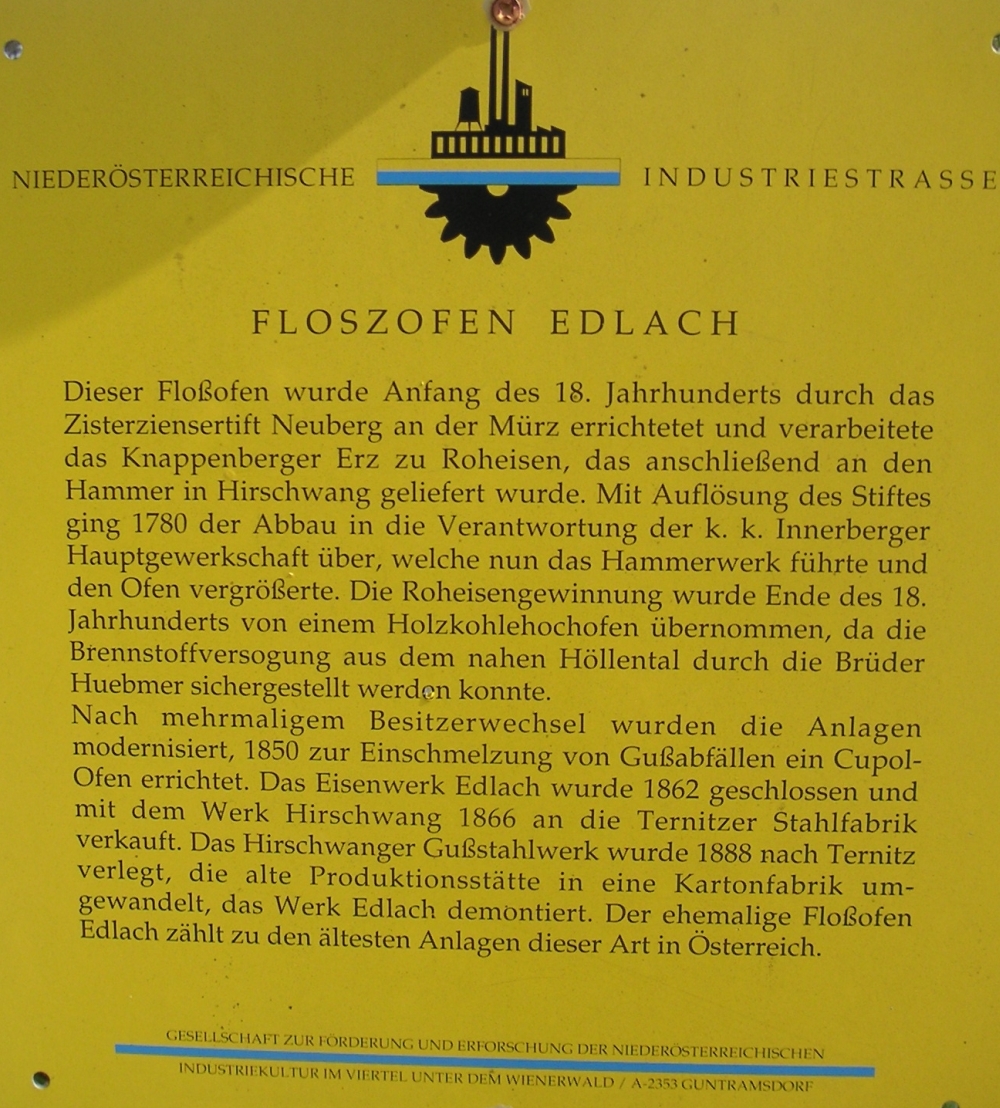 NIEDERÖSTERREICHISCHE INDUSTRIESTRASSE
FLOSZOFEN EDLACH
Dieser Floßofen wurde Anfang des 18. Jahrhunderts durch das
Zisterziensertift Neuberg an der Mürz errichtetet und verarbeitete
das Knappenberger Erz zu Roheisen, das anschließend an den
Hammer in Hirschwang geliefert wurde. Mit Auflösung des Stiftes
ging 1780 der Abbau in die Verantwortung der k. k. Innerberger
Hauptgewerkschaft über, welche nun das Hammerwerk führte und
den Ofen vergrößerte. Die Roheisengewinnung wurde Ende des 18.
Jahrhunderts von einem Holzkohlehochofen übernommen, da die
Brennstoffversogung aus dem nahen Höllental durch die Brüder
Huebmer sichergestellt werden konnte.
Nach mehrmaligem Besitzerwechsel wurden die Anlagen
modernisiert, 1850 zur Einschmelzung von Gußabfällen ein Cupol-
Ofen errichtet. Das Eisenwerk Edlach wurde 1862 geschlossen und
mit dem Werk Hirschwang 1866 an die Ternitzer Stahlfabrik
verkauft. Das Hirschwanger Gußstahlwerk wurde 1888 nach Ternitz
verlegt, die alte Produktionsstätte in eine Kartonfabrik um-
gewandelt, das Werk Edlach demontiert. Der ehemalige Floßofen
Edlach zählt zu den ältesten Anlagen dieser Art in Österreich.
GESELLSCHAFT ZUR FÖRDERUNG UND ERFORSCHUNG DER NIEDERÖSTERREICHISCHEN
INDUSTRIEKULTUR IM VIERTEL UNTER DEM WIENERWALD / A-2353 GUNTRAMSDORF